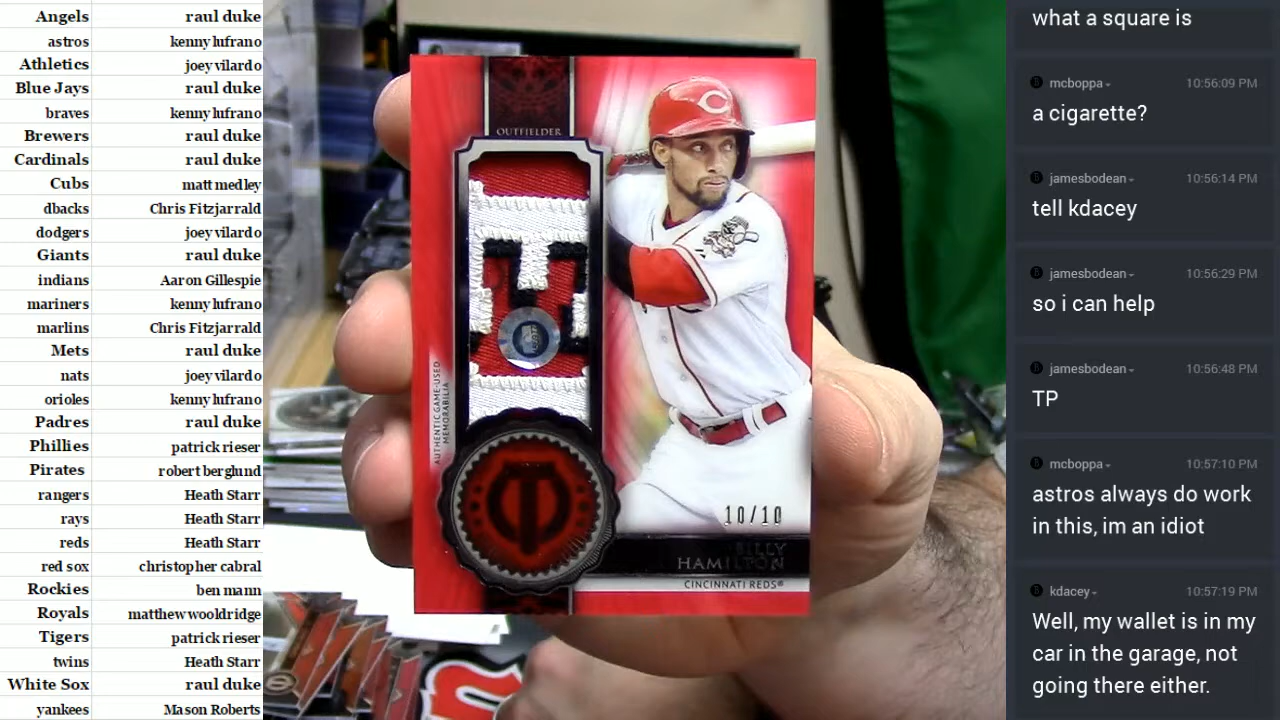 Angels raul duke
astros kenny lufrano
Athletics joey vilardo
Blue Jays raul duke
braves kenny lufrano
Brewers raul duke
Cardinals raul duke
Cubs matt medley
dbacks Chris Fitzjarrald
dodgers joey vilardo
Giants raul duke
indians Aaron Gillespie
mariners kenny lufrano
marlins Chris Fitzjarrald
Mets raul duke
nats joey vilardo
orioles kenny lufrano
Padres raul duke
Phillies patrick rieser
Pirates robert berglund
rangers Heath Starr
rays Heath Starr
reds Heath Starr
red sox christopher cabral
Rockies ben mann
Royals matthew wooldridge
Tigers patrick rieser
twins Heath Starr
White Sox raul duke
yankees Mason Roberts
OUTFIELDER
AUTHENTIC GAME-USED
MEMORABILIA
10/10
BILLY
HAMILTON
CINCINNATI REDS®
what a square is
mcboppa 10:56:09 PM
a cigarette?
jamesbodean 10:56:14 PM
tell kdacey
jamesbodean 10:56:29 PM
so i can help
jamesbodean 10:56:48 PM
TP
mcboppa 10:57:10 PM
astros always do work
in this, im an idiot
kdacey 10:57:19 PM
Well, my wallet is in my
car in the garage, not
going there either.